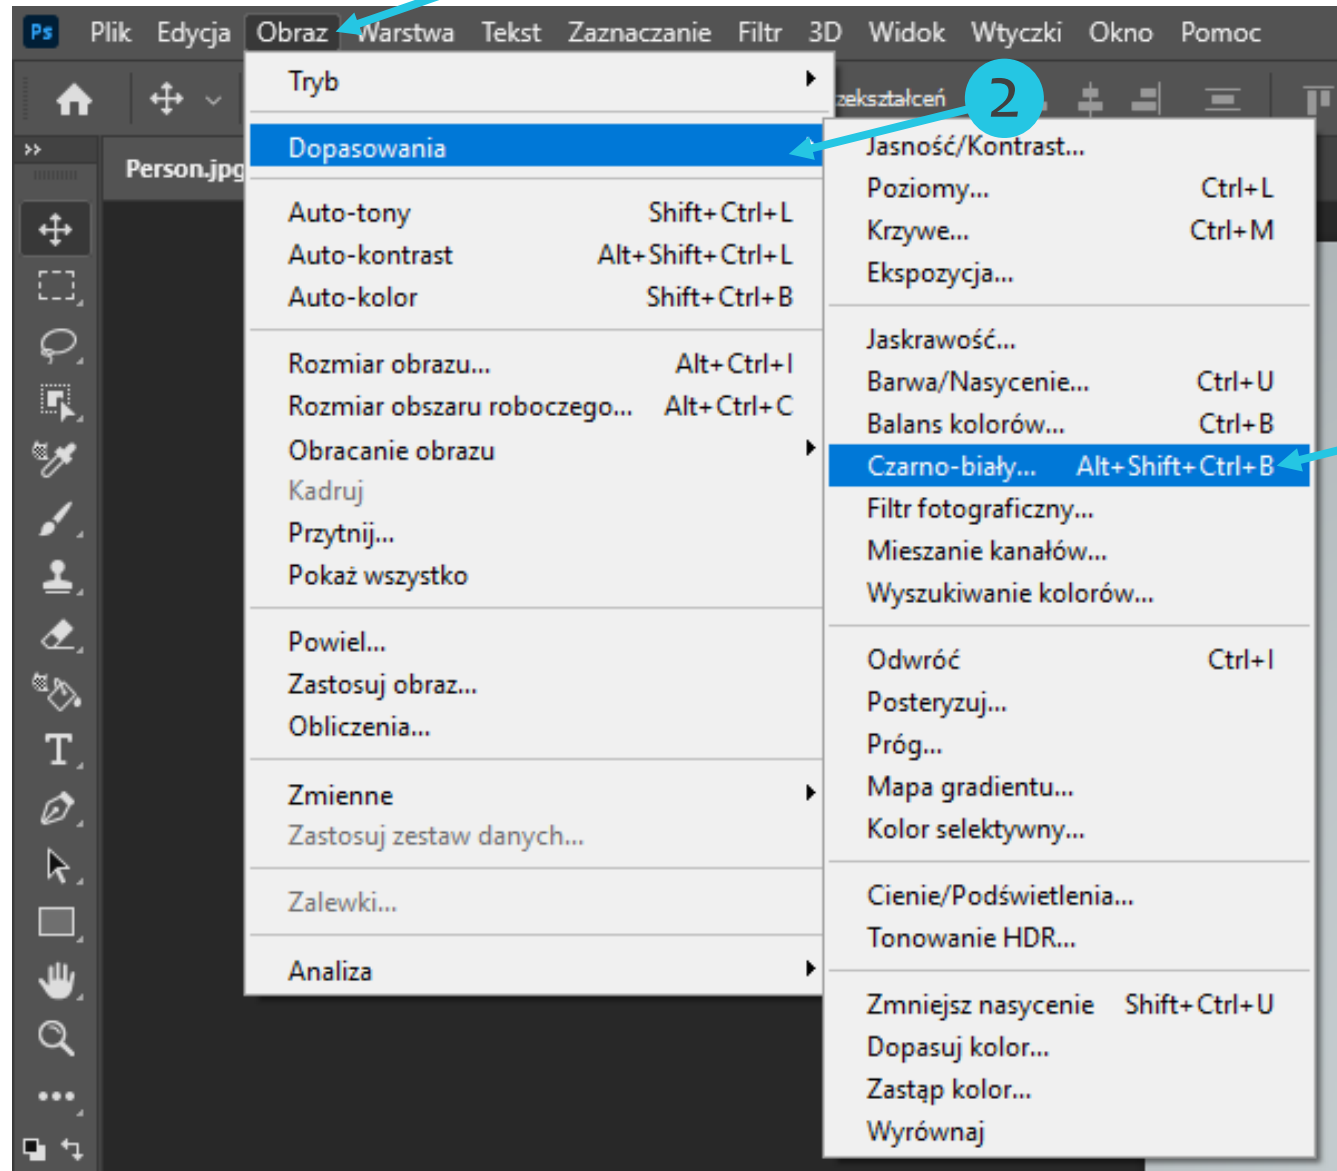 Ps Plik Edycja Obraz Warstwa Tekst Zaznaczanie Filtr 3D Widok Wtyczki Okno Pomoc
2
Person.jpg
Tryb
Dopasowania
Auto-tony Shift+Ctrl+L
Auto-kontrast Alt+Shift+Ctrl+L
Auto-kolor Shift+Ctrl+B
Rozmiar obrazu... Alt+Ctrl+I
Rozmiar obszaru roboczego... Alt+Ctrl+C
Obracanie obrazu
Kadruj
Przytnij...
Pokaż wszystko
Powiel...
Zastosuj obraz...
Obliczenia...
Zmienne
Zastosuj zestaw danych...
Zalewki...
Analiza
Jasność/Kontrast...
Poziomy... Ctrl+L
Krzywe... Ctrl+M
Ekspozycja...
Jaskrawość...
Barwa/Nasycenie... Ctrl+U
Balans kolorów... Ctrl+B
Czarno-biały... Alt+Shift+Ctrl+B
Filtr fotograficzny...
Mieszanie kanałów...
Wyszukiwanie kolorów...
Odwróć Ctrl+I
Posteryzuj...
Próg...
Mapa gradientu...
Kolor selektywny...
Cienie/Podświetlenia...
Tonowanie HDR...
Zmniejsz nasycenie Shift+Ctrl+U
Dopasuj kolor...
Zastąp kolor...
Wyrównaj